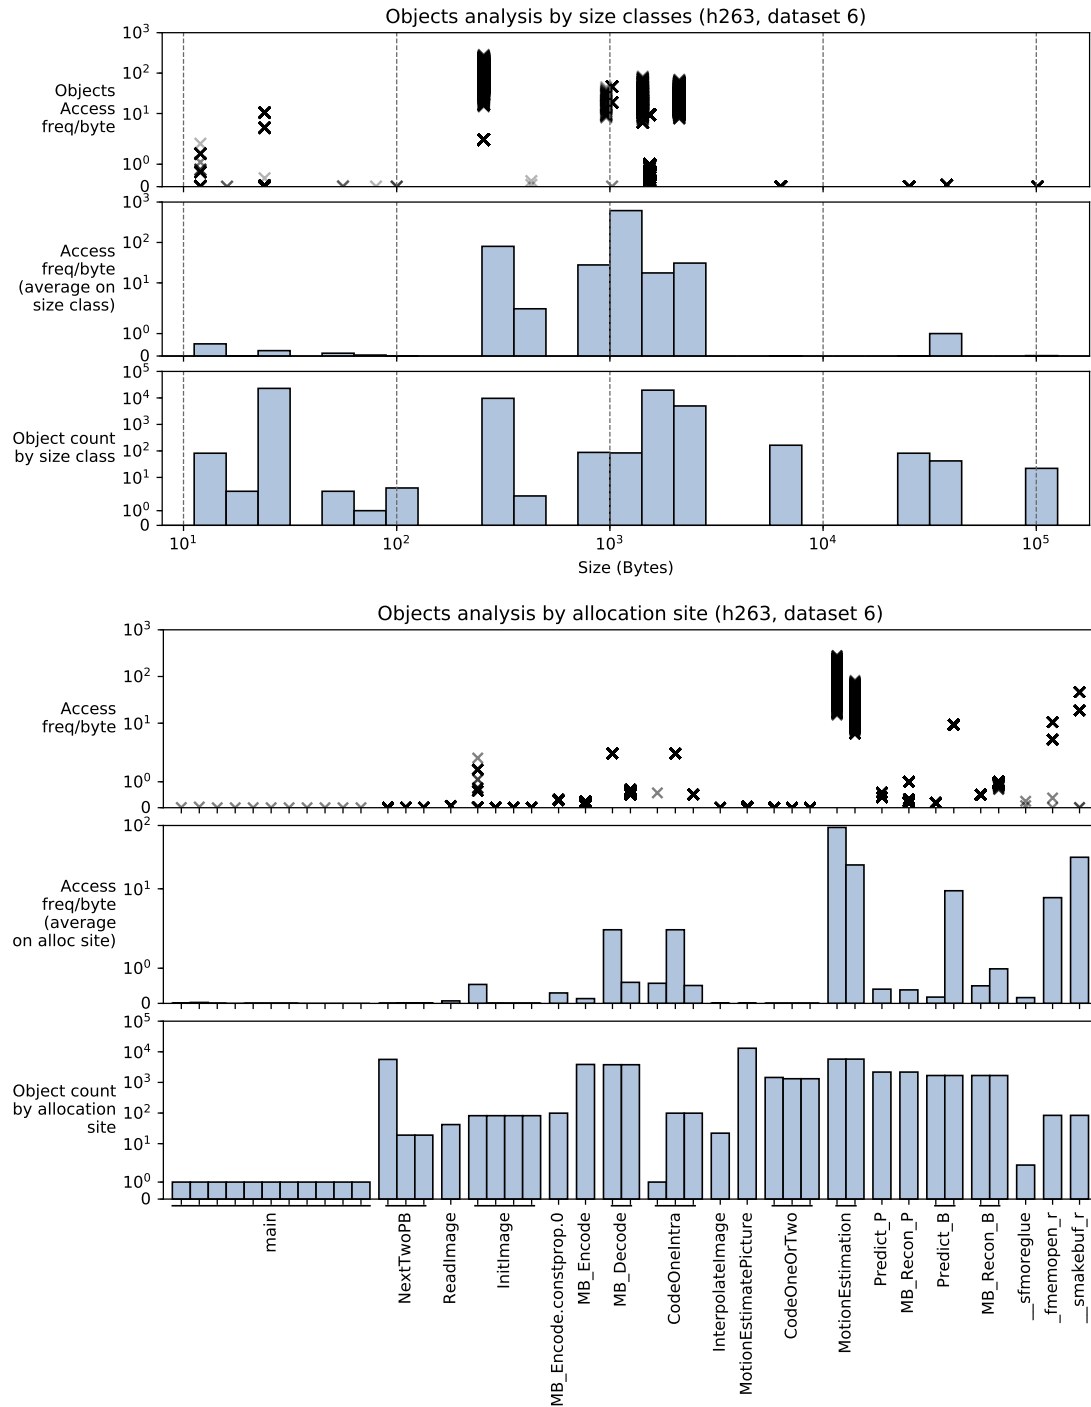 Objects analysis by size classes (h263, dataset 6)
10³
10²
10¹
10⁰
0
Objects
Access
freq/byte
10³
10²
10¹
10⁰
0
Access
freq/byte
(average on
size class)
10⁵
10⁴
10³
10²
10¹
10⁰
0
Object count
by size class
10¹ 10² 10³ 10⁴ 10⁵
Size (Bytes)
Objects analysis by allocation site (h263, dataset 6)
10³
10²
10¹
10⁰
0
Access
freq/byte
10²
10¹
10⁰
0
Access
freq/byte
(average
on alloc site)
10⁵
10⁴
10³
10²
10¹
10⁰
0
Object count
by allocation
site
main
NextTwoPB
ReadImage
InitImage
MB_Encode.constprop.0
MB_Encode
MB_Decode
CodeOneIntra
InterpolateImage
MotionEstimatePicture
CodeOneOrTwo
MotionEstimation
Predict_P
MB_Recon_P
Predict_B
MB_Recon_B
__sfmoreglue
_fmemopen_r
__smakebuf_r